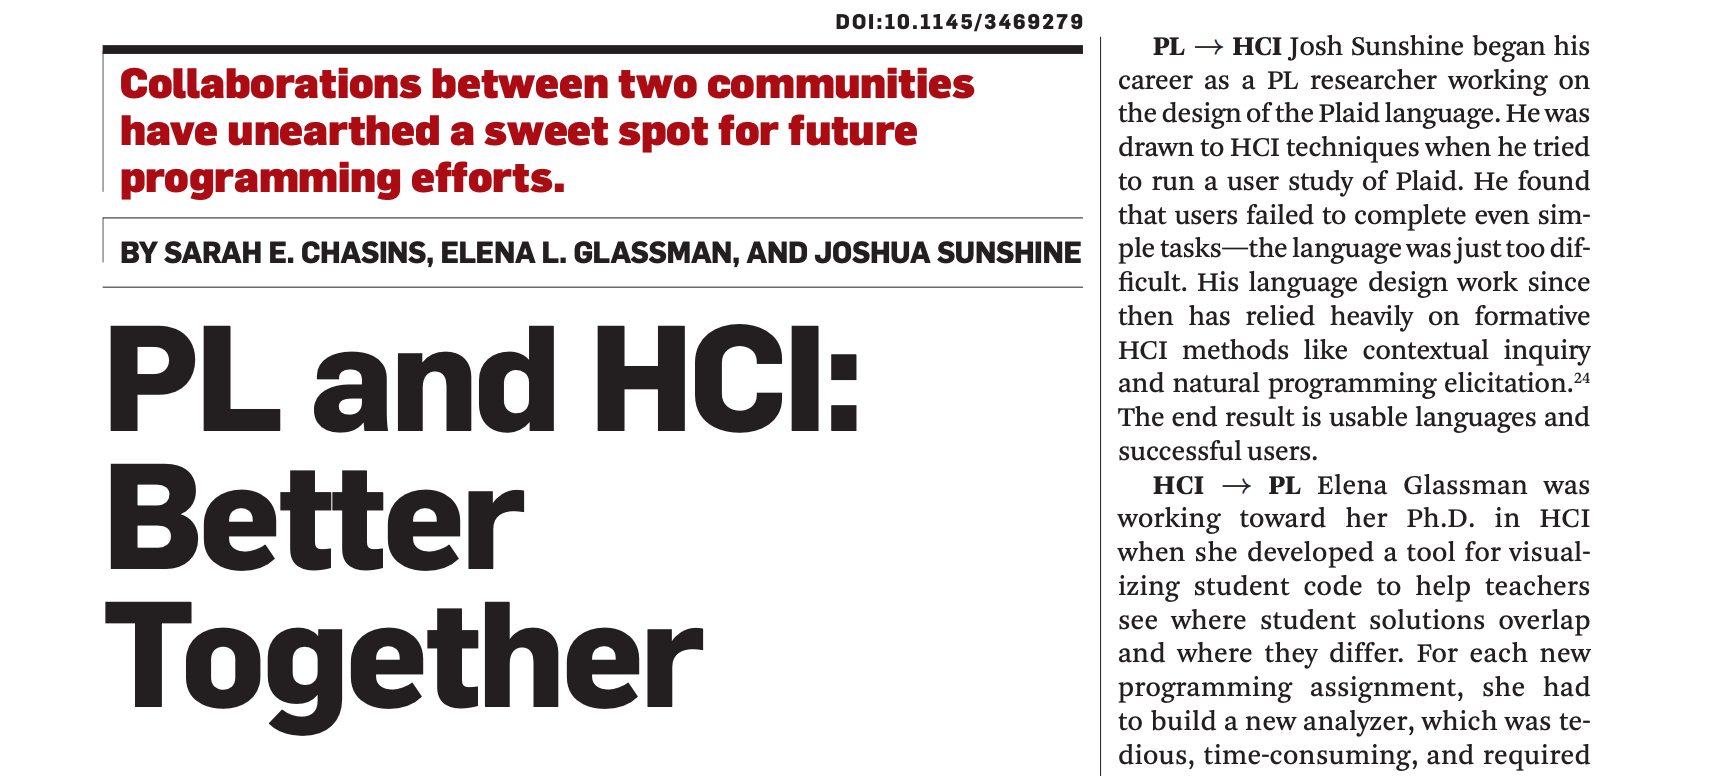 DOI:10.1145/3469279
Collaborations between two communities
have unearthed a sweet spot for future
programming efforts.
BY SARAH E. CHASINS, ELENA L. GLASSMAN, AND JOSHUA SUNSHINE
PL and HCI:
Better
Together
PL → HCI Josh Sunshine began his
career as a PL researcher working on
the design of the Plaid language. He was
drawn to HCI techniques when he tried
to run a user study of Plaid. He found
that users failed to complete even sim-
ple tasks—the language was just too dif-
ficult. His language design work since
then has relied heavily on formative
HCI methods like contextual inquiry
and natural programming elicitation.24
The end result is usable languages and
successful users.
HCI → PL Elena Glassman was
working toward her Ph.D. in HCI
when she developed a tool for visual-
izing student code to help teachers
see where student solutions overlap
and where they differ. For each new
programming assignment, she had
to build a new analyzer, which was te-
dious, time-consuming, and required